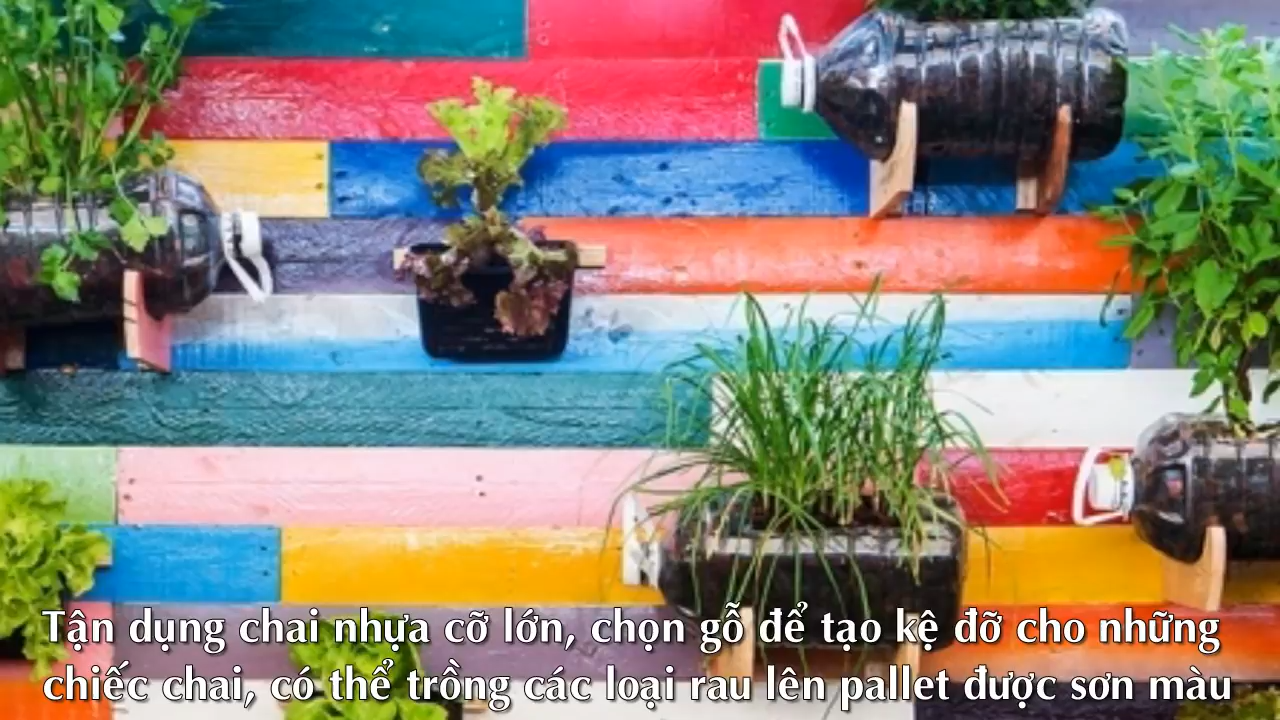 Tận dụng chai nhựa cỡ lớn, chọn gỗ để tạo kệ đỡ cho những
chiếc chai, có thể trồng các loại rau lên pallet được sơn màu